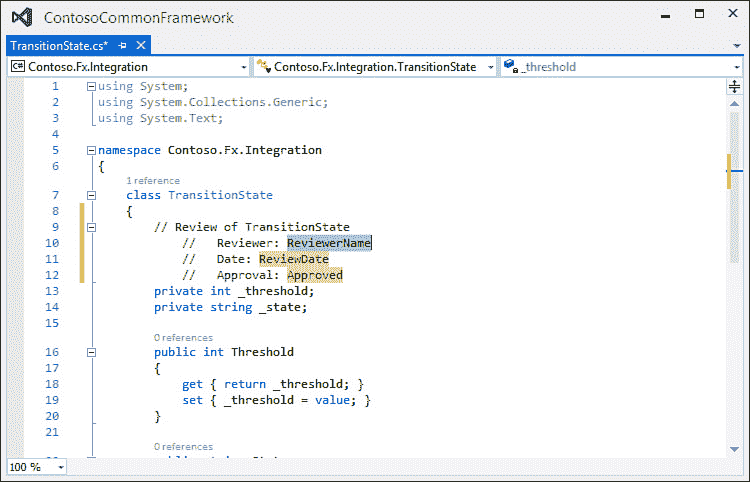 ContosoCommonFramework
TransitionState.cs*
C# Contoso.Fx.Integration Contoso.Fx.Integration.TransitionState _threshold
1 using System;
2 using System.Collections.Generic;
3 using System.Text;
4
5 namespace Contoso.Fx.Integration
6 {
1 reference
7 class TransitionState
8 {
9 // Review of TransitionState
10 // Reviewer: ReviewerName
11 // Date: ReviewDate
12 // Approval: Approved
13 private int _threshold;
14 private string _state;
15
0 references
16 public int Threshold
17 {
18 get { return _threshold; }
19 set { _threshold = value; }
20 }
21
0 references
100 %